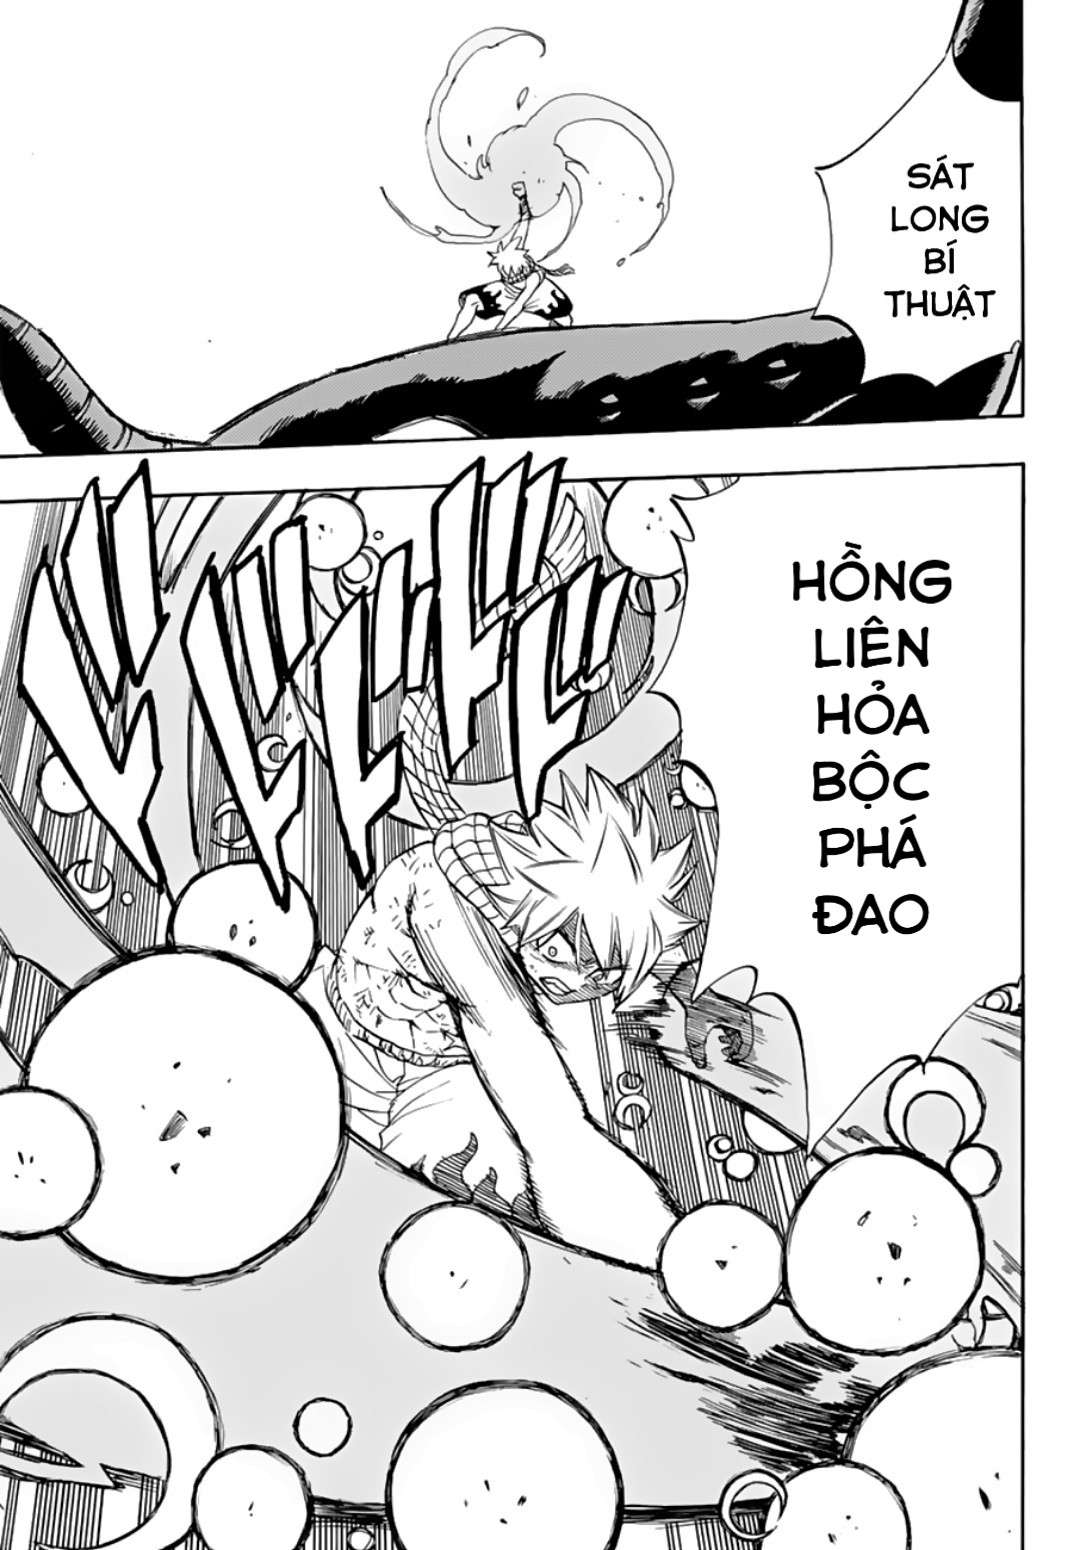 SÁT
LONG
BÍ
THUẬT
HỒNG
LIÊN
HỎA
BỘC
PHÁ
ĐAO